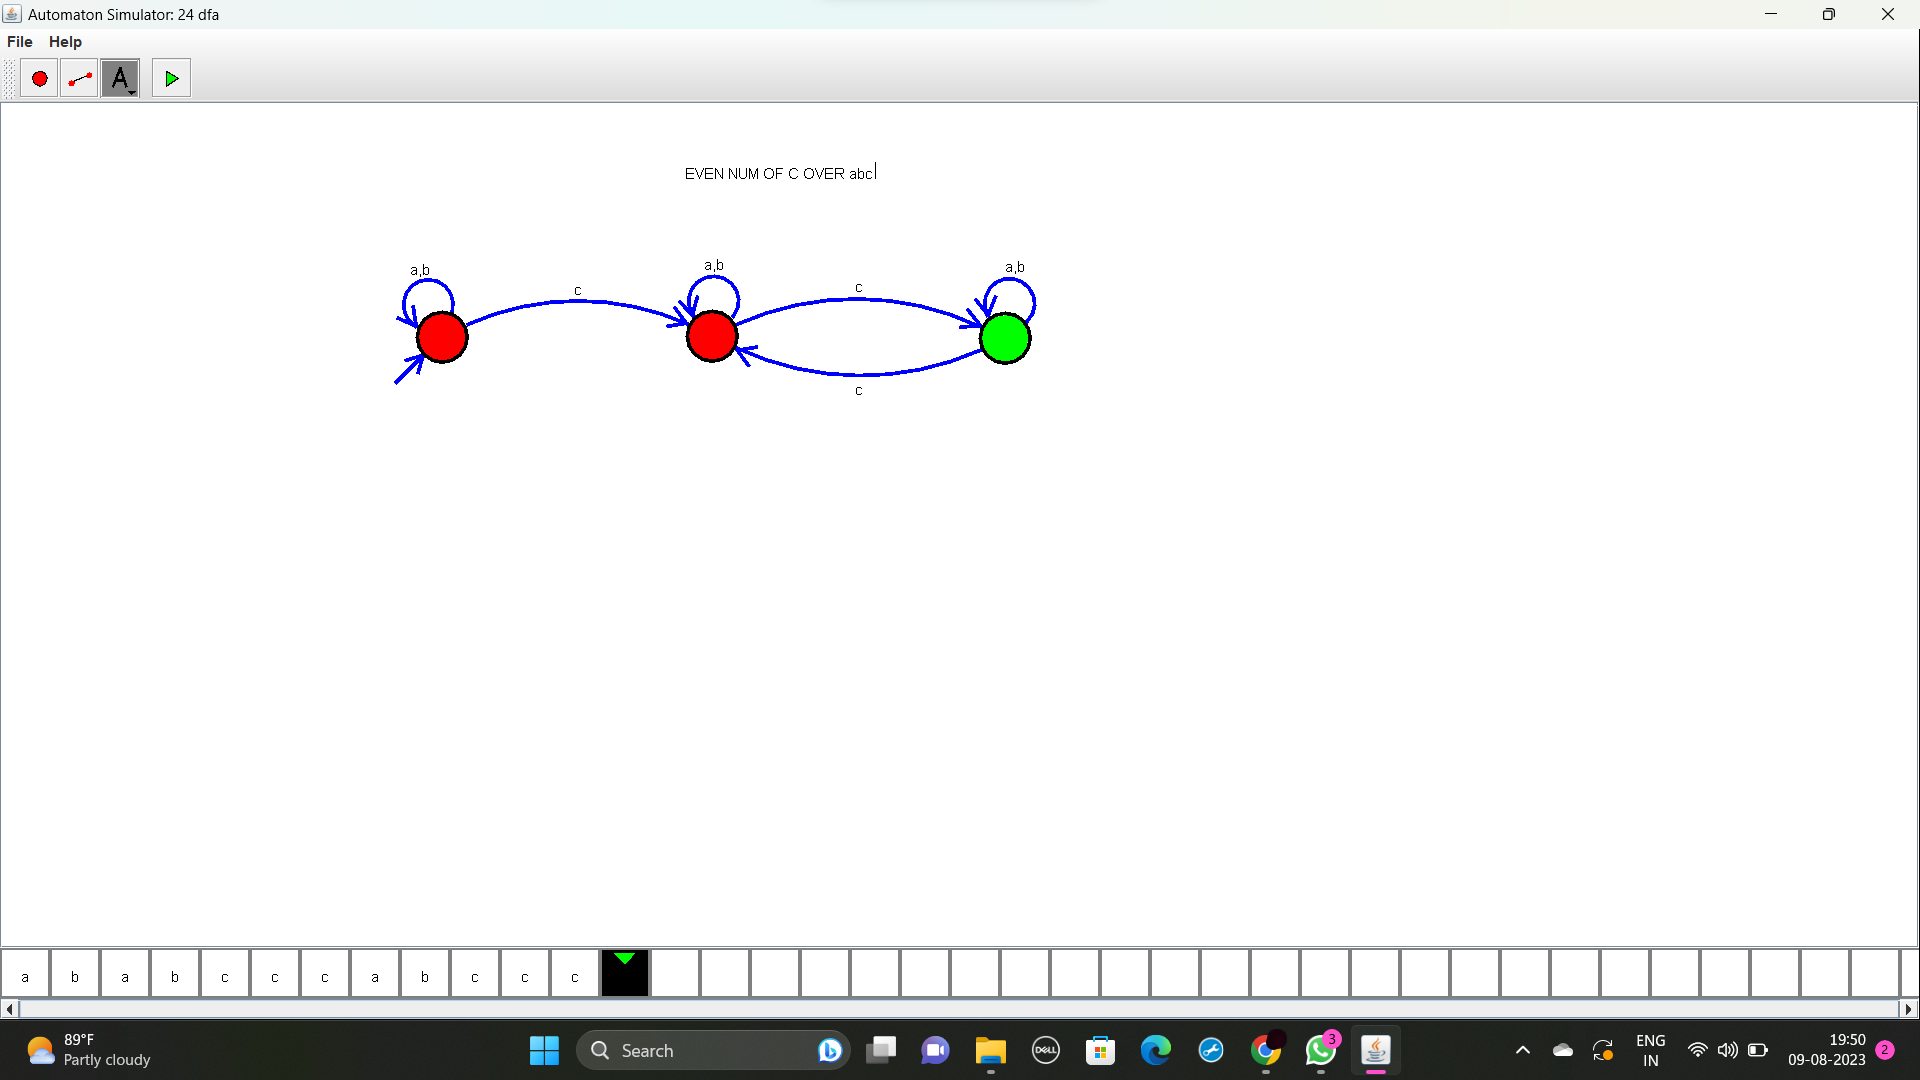 Automaton Simulator: 24 dfa
File Help
A
EVEN NUM OF C OVER abc
a,b a,b a,b
c c
c
a b a b c c c a b c c c
89°F
Partly cloudy
Search
DELL
3
ENG
IN
19:50
09-08-2023
2